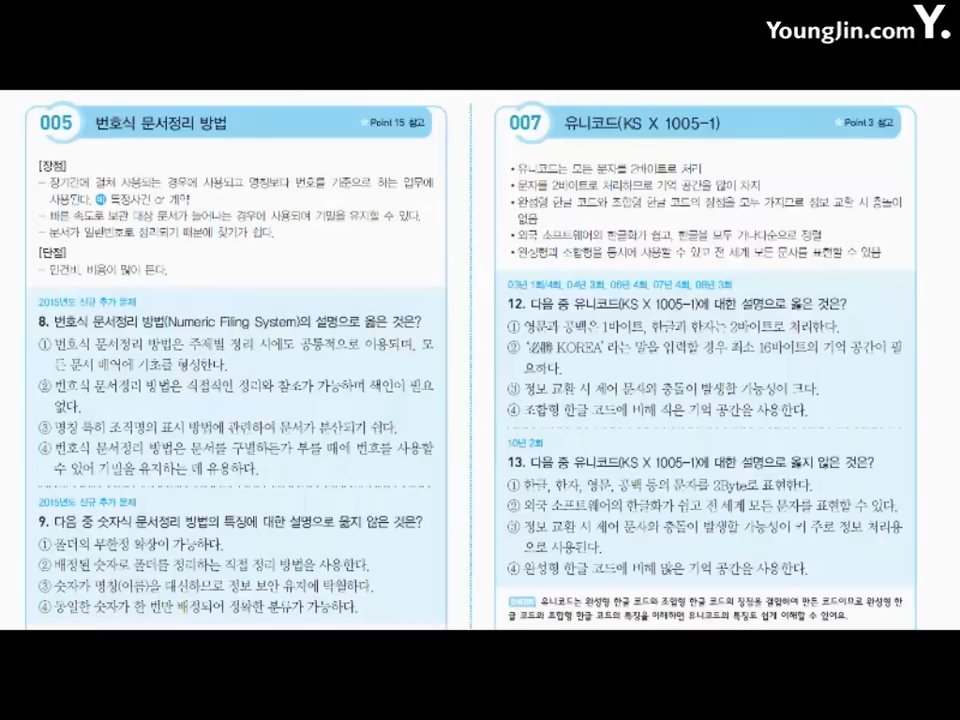 YoungJin.com Y.
005 번호식 문서정리 방법 Point 15 참고
[장점]
- 장기간에 걸쳐 사용되는 경우에 사용되고 명칭보다 번호를 기준으로 하는 업무에
사용된다. 예 특정사건 or 계약
- 빠른 속도로 보관 대상 문서가 늘어나는 경우에 사용되며 기밀을 유지할 수 있다.
- 문서가 일련번호로 정리되기 때문에 찾기가 쉽다.
[단점]
- 인건비, 비용이 많이 든다.
2015년도 신규 추가 문제
8. 번호식 문서정리 방법(Numeric Filing System)의 설명으로 옳은 것은?
① 번호식 문서정리 방법은 주제별 정리 시에도 공통적으로 이용되며, 모
든 문서 배열에 기초를 형성한다.
② 번호식 문서정리 방법은 직접적인 정리와 참조가 가능하며 색인이 필요
없다.
③ 명칭 특히 조직명의 표시 방법에 관련하여 문서가 분산되기 쉽다.
④ 번호식 문서정리 방법은 문서를 구별하든가 부를 때에 번호를 사용할
수 있어 기밀을 유지하는 데 유용하다.
2015년도 신규 추가 문제
9. 다음 중 숫자식 문서정리 방법의 특징에 대한 설명으로 옳지 않은 것은?
① 폴더의 무한정 확장이 가능하다.
② 배정된 숫자로 폴더를 정리하는 직접 정리 방법을 사용한다.
③ 숫자가 명칭(이름)을 대신하므로 정보 보안 유지에 탁월하다.
④ 동일한 숫자가 한 번만 배정되어 정확한 분류가 가능하다.
007 유니코드(KS X 1005-1) Point 3 참고
• 유니코드는 모든 문자를 2바이트로 처리
• 문자를 2바이트로 처리하므로 기억 공간을 많이 차지
• 완성형 한글 코드와 조합형 한글 코드의 장점을 모두 가지므로 정보 교환 시 충돌이
없음
• 외국 소프트웨어의 한글화가 쉽고, 한글을 모두 가나다순으로 정렬
• 완성형과 조합형을 동시에 사용할 수 있고 전 세계 모든 문자를 표현할 수 있음
03년 1회/4회, 04년 3회, 06년 4회, 07년 4회, 08년 3회
12. 다음 중 유니코드(KS X 1005-1)에 대한 설명으로 옳은 것은?
① 영문과 공백은 1바이트, 한글과 한자는 2바이트로 처리한다.
② ‘必勝 KOREA’라는 말을 입력할 경우 최소 16바이트의 기억 공간이 필
요하다.
③ 정보 교환 시 제어 문자와 충돌이 발생할 가능성이 크다.
④ 조합형 한글 코드에 비해 적은 기억 공간을 사용한다.
10년 2회
13. 다음 중 유니코드(KS X 1005-1)에 대한 설명으로 옳지 않은 것은?
① 한글, 한자, 영문, 공백 등의 문자를 2Byte로 표현한다.
② 외국 소프트웨어의 한글화가 쉽고 전 세계 모든 문자를 표현할 수 있다.
③ 정보 교환 시 제어 문자와 충돌이 발생할 가능성이 커 주로 정보 처리용
으로 사용된다.
④ 완성형 한글 코드에 비해 많은 기억 공간을 사용한다.
유니코드는 완성형 한글 코드와 조합형 한글 코드의 장점을 결합하여 만든 코드이므로 완성형 한
글 코드와 조합형 한글 코드의 특징을 이해하면 유니코드의 특징도 쉽게 이해할 수 있어요.